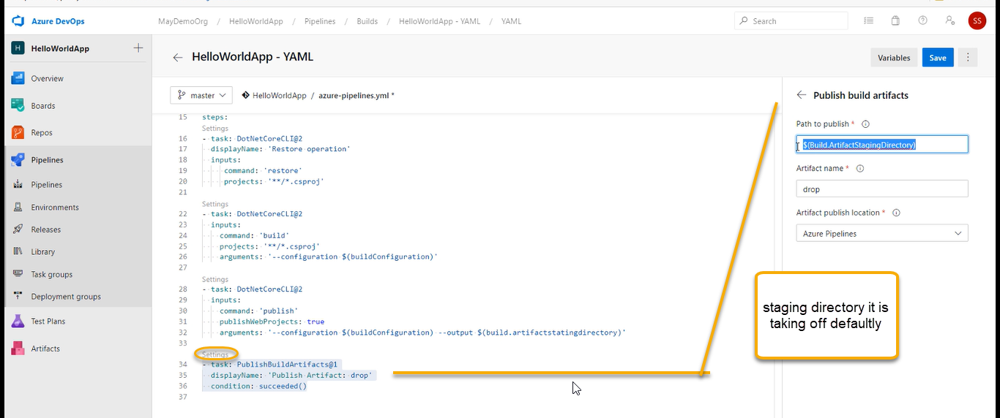 Azure DevOps
MayDemoOrg / HelloWorldApp / Pipelines / Builds / HelloWorldApp - YAML / YAML
Search
SS
H HelloWorldApp
Overview
Boards
Repos
Pipelines
Pipelines
Environments
Releases
Library
Task groups
Deployment groups
Test Plans
Artifacts
HelloWorldApp - YAML
Variables
Save
master
HelloWorldApp / azure-pipelines.yml *
15 steps:
Settings
16 - task: DotNetCoreCLI@2
17 displayName: 'Restore operation'
18 inputs:
19 command: 'restore'
20 projects: '**/*.csproj'
21
Settings
22 - task: DotNetCoreCLI@2
23 inputs:
24 command: 'build'
25 projects: '**/*.csproj'
26 arguments: '--configuration $(buildConfiguration)'
27
Settings
28 - task: DotNetCoreCLI@2
29 inputs:
30 command: 'publish'
31 publishWebProjects: true
32 arguments: '--configuration $(buildConfiguration) --output $(build.artifactstatingdirectory)'
33
Settings
34 - task: PublishBuildArtifacts@1
35 displayName: 'Publish Artifact: drop'
36 condition: succeeded()
37
Publish build artifacts
Path to publish *
$(Build.ArtifactStagingDirectory)
Artifact name *
drop
Artifact publish location *
Azure Pipelines
staging directory it is
taking off defaultly